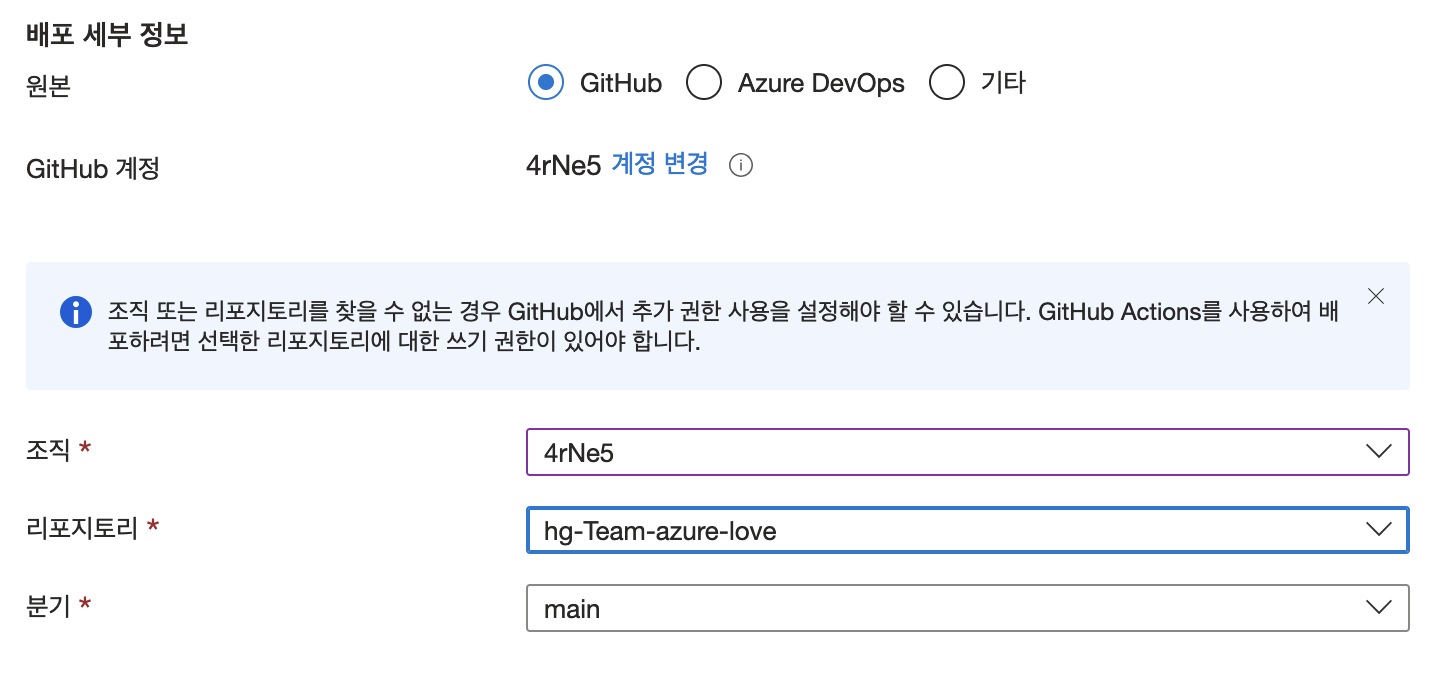 배포 세부 정보
원본 GitHub Azure DevOps 기타
GitHub 계정 4rNe5 계정 변경
조직 또는 리포지토리를 찾을 수 없는 경우 GitHub에서 추가 권한 사용을 설정해야 할 수 있습니다. GitHub Actions를 사용하여 배
포하려면 선택한 리포지토리에 대한 쓰기 권한이 있어야 합니다.
조직 * 4rNe5
리포지토리 * hg-Team-azure-love
분기 * main